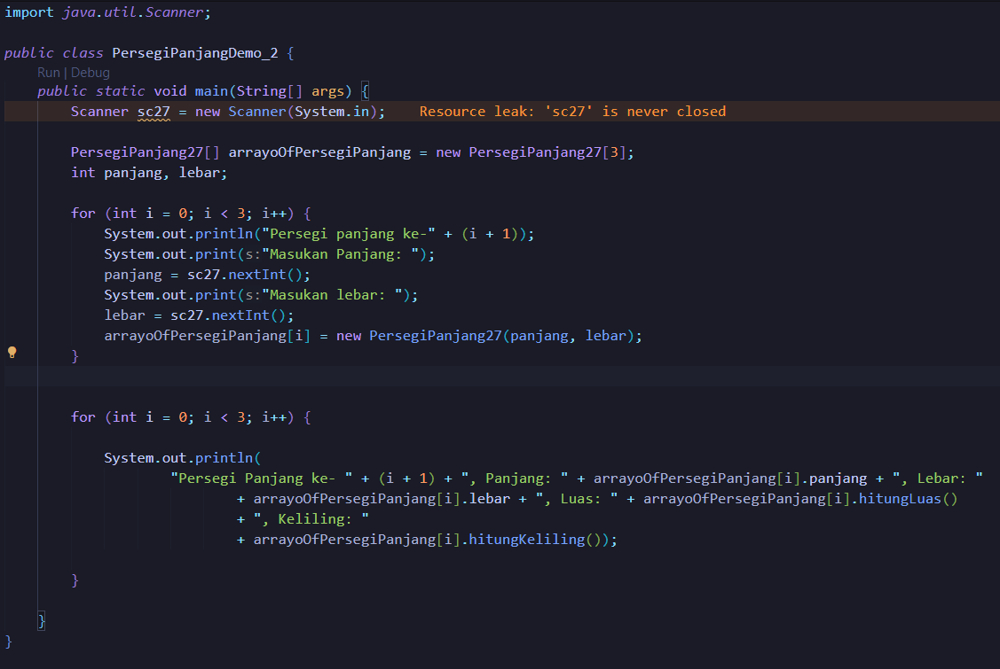 import java.util.Scanner;
public class PersegiPanjangDemo_2 {
Run | Debug
public static void main(String[] args) {
Scanner sc27 = new Scanner(System.in); Resource leak: 'sc27' is never closed
PersegiPanjang27[] arrayoOfPersegiPanjang = new PersegiPanjang27[3];
int panjang, lebar;
for (int i = 0; i < 3; i++) {
System.out.println("Persegi panjang ke-" + (i + 1));
System.out.print(s:"Masukan Panjang: ");
panjang = sc27.nextInt();
System.out.print(s:"Masukan lebar: ");
lebar = sc27.nextInt();
arrayoOfPersegiPanjang[i] = new PersegiPanjang27(panjang, lebar);
}
for (int i = 0; i < 3; i++) {
System.out.println(
"Persegi Panjang ke- " + (i + 1) + ", Panjang: " + arrayoOfPersegiPanjang[i].panjang + ", Lebar: "
+ arrayoOfPersegiPanjang[i].lebar + ", Luas: " + arrayoOfPersegiPanjang[i].hitungLuas()
+ ", Keliling: "
+ arrayoOfPersegiPanjang[i].hitungKeliling());
}
}
}